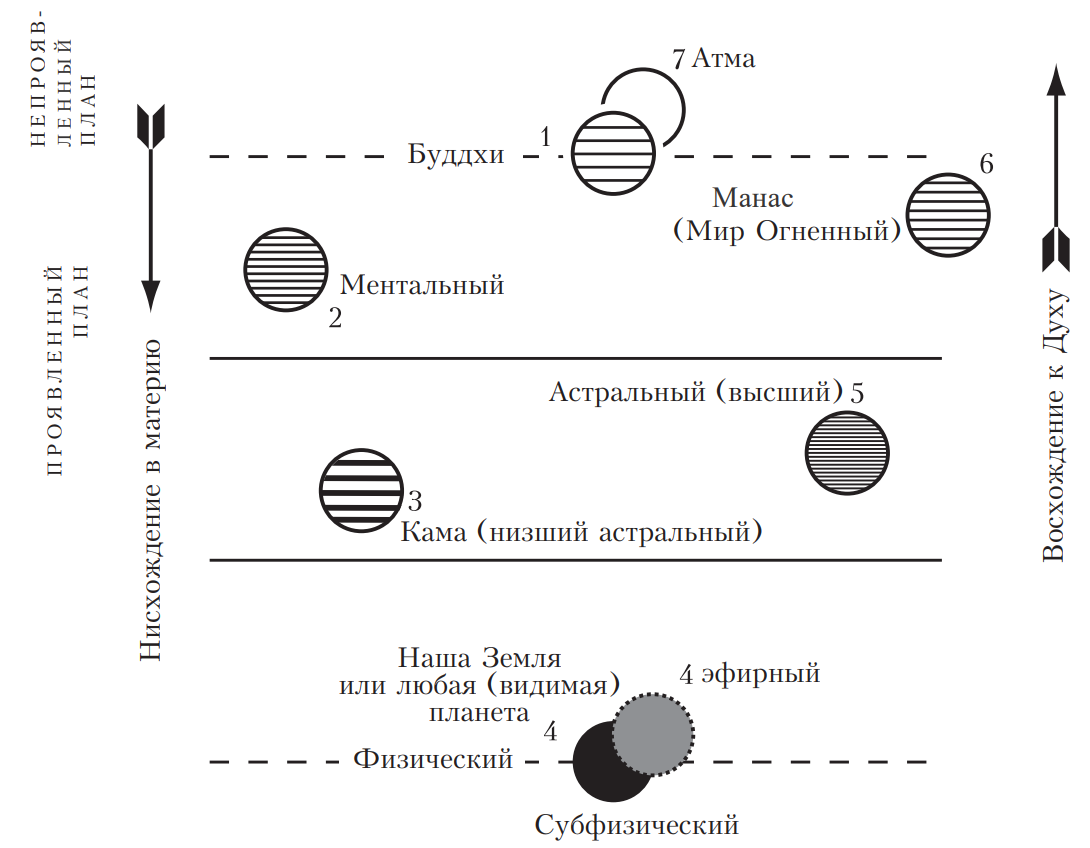 НЕПРОЯВ-
ЛЕННЫЙ
ПЛАН
7 Атма
1
Буддхи
6
Манас
(Мир Огненный)
Ментальный
2
ПРОЯВЛЕННЫЙ
ПЛАН
Нисхождение в материю
Восхождение к Духу
Астральный (высший) 5
3
Кама (низший астральный)
Наша Земля
или любая (видимая)
планета
4
4 эфирный
Физический
Субфизический